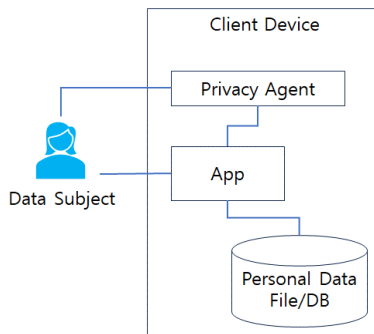 Client Device
Privacy Agent
App
Data Subject
Personal Data
File/DB